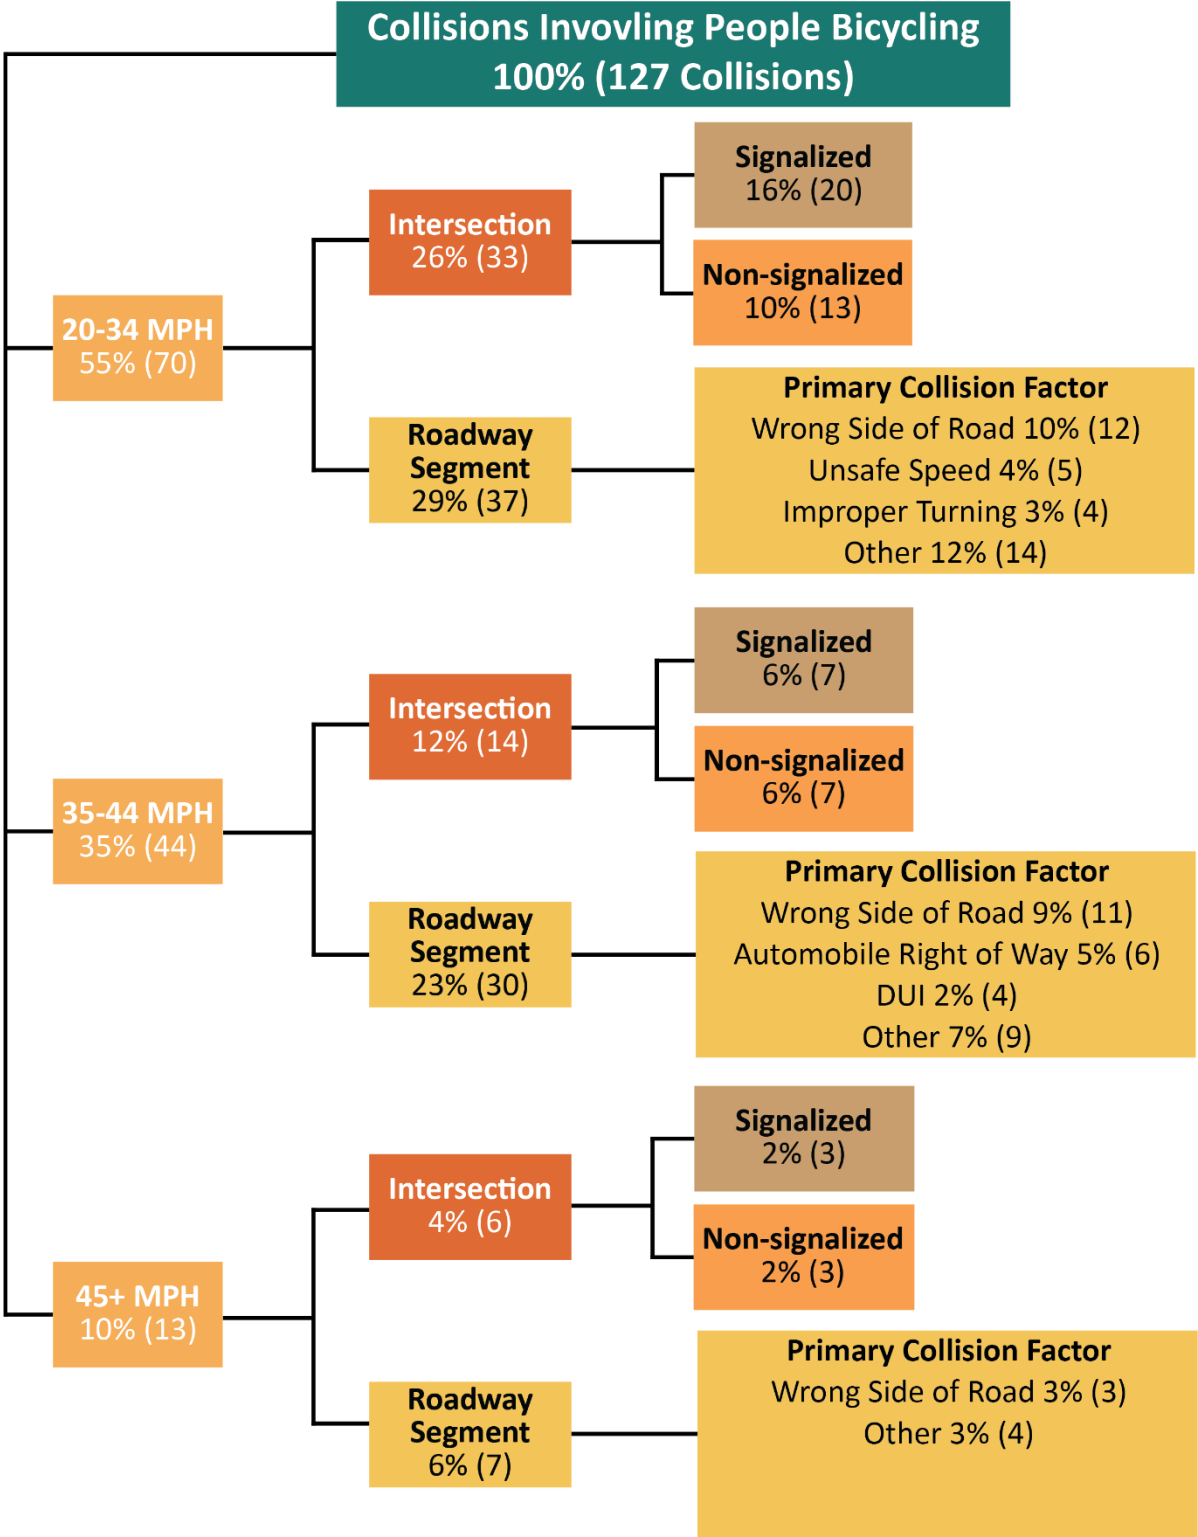 Collisions Invovling People Bicycling
100% (127 Collisions)
20-34 MPH
55% (70)
Intersection
26% (33)
Signalized
16% (20)
Non-signalized
10% (13)
Roadway
Segment
29% (37)
Primary Collision Factor
Wrong Side of Road 10% (12)
Unsafe Speed 4% (5)
Improper Turning 3% (4)
Other 12% (14)
35-44 MPH
35% (44)
Intersection
12% (14)
Signalized
6% (7)
Non-signalized
6% (7)
Roadway
Segment
23% (30)
Primary Collision Factor
Wrong Side of Road 9% (11)
Automobile Right of Way 5% (6)
DUI 2% (4)
Other 7% (9)
45+ MPH
10% (13)
Intersection
4% (6)
Signalized
2% (3)
Non-signalized
2% (3)
Roadway
Segment
6% (7)
Primary Collision Factor
Wrong Side of Road 3% (3)
Other 3% (4)